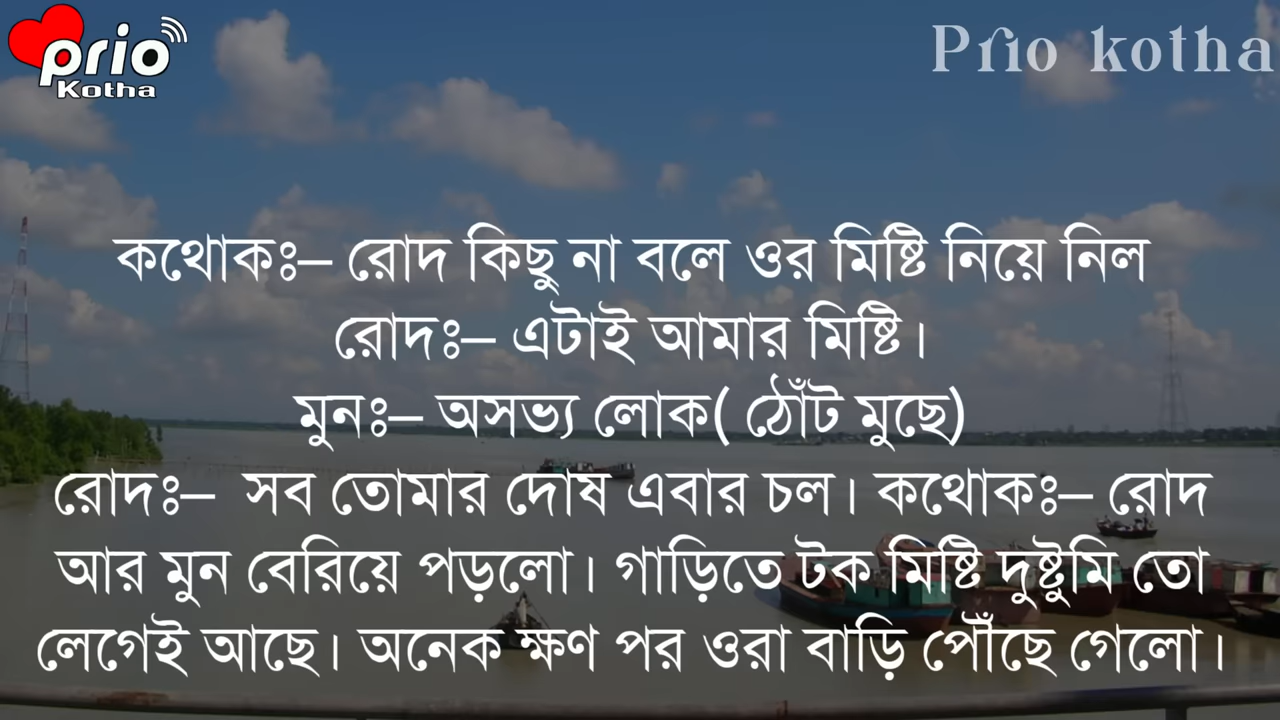 prio
Kotha
Prio kotha
কথোকঃ– রোদ কিছু না বলে ওর মিষ্টি নিয়ে নিল
রোদঃ– এটাই আমার মিষ্টি।
মুনঃ– অসভ্য লোক( ঠোঁট মুছে)
রোদঃ– সব তোমার দোষ এবার চল। কথোকঃ– রোদ
আর মুন বেরিয়ে পড়লো। গাড়িতে টক মিষ্টি দুষ্টুমি তো
লেগেই আছে। অনেক ক্ষণ পর ওরা বাড়ি পৌঁছে গেলো।